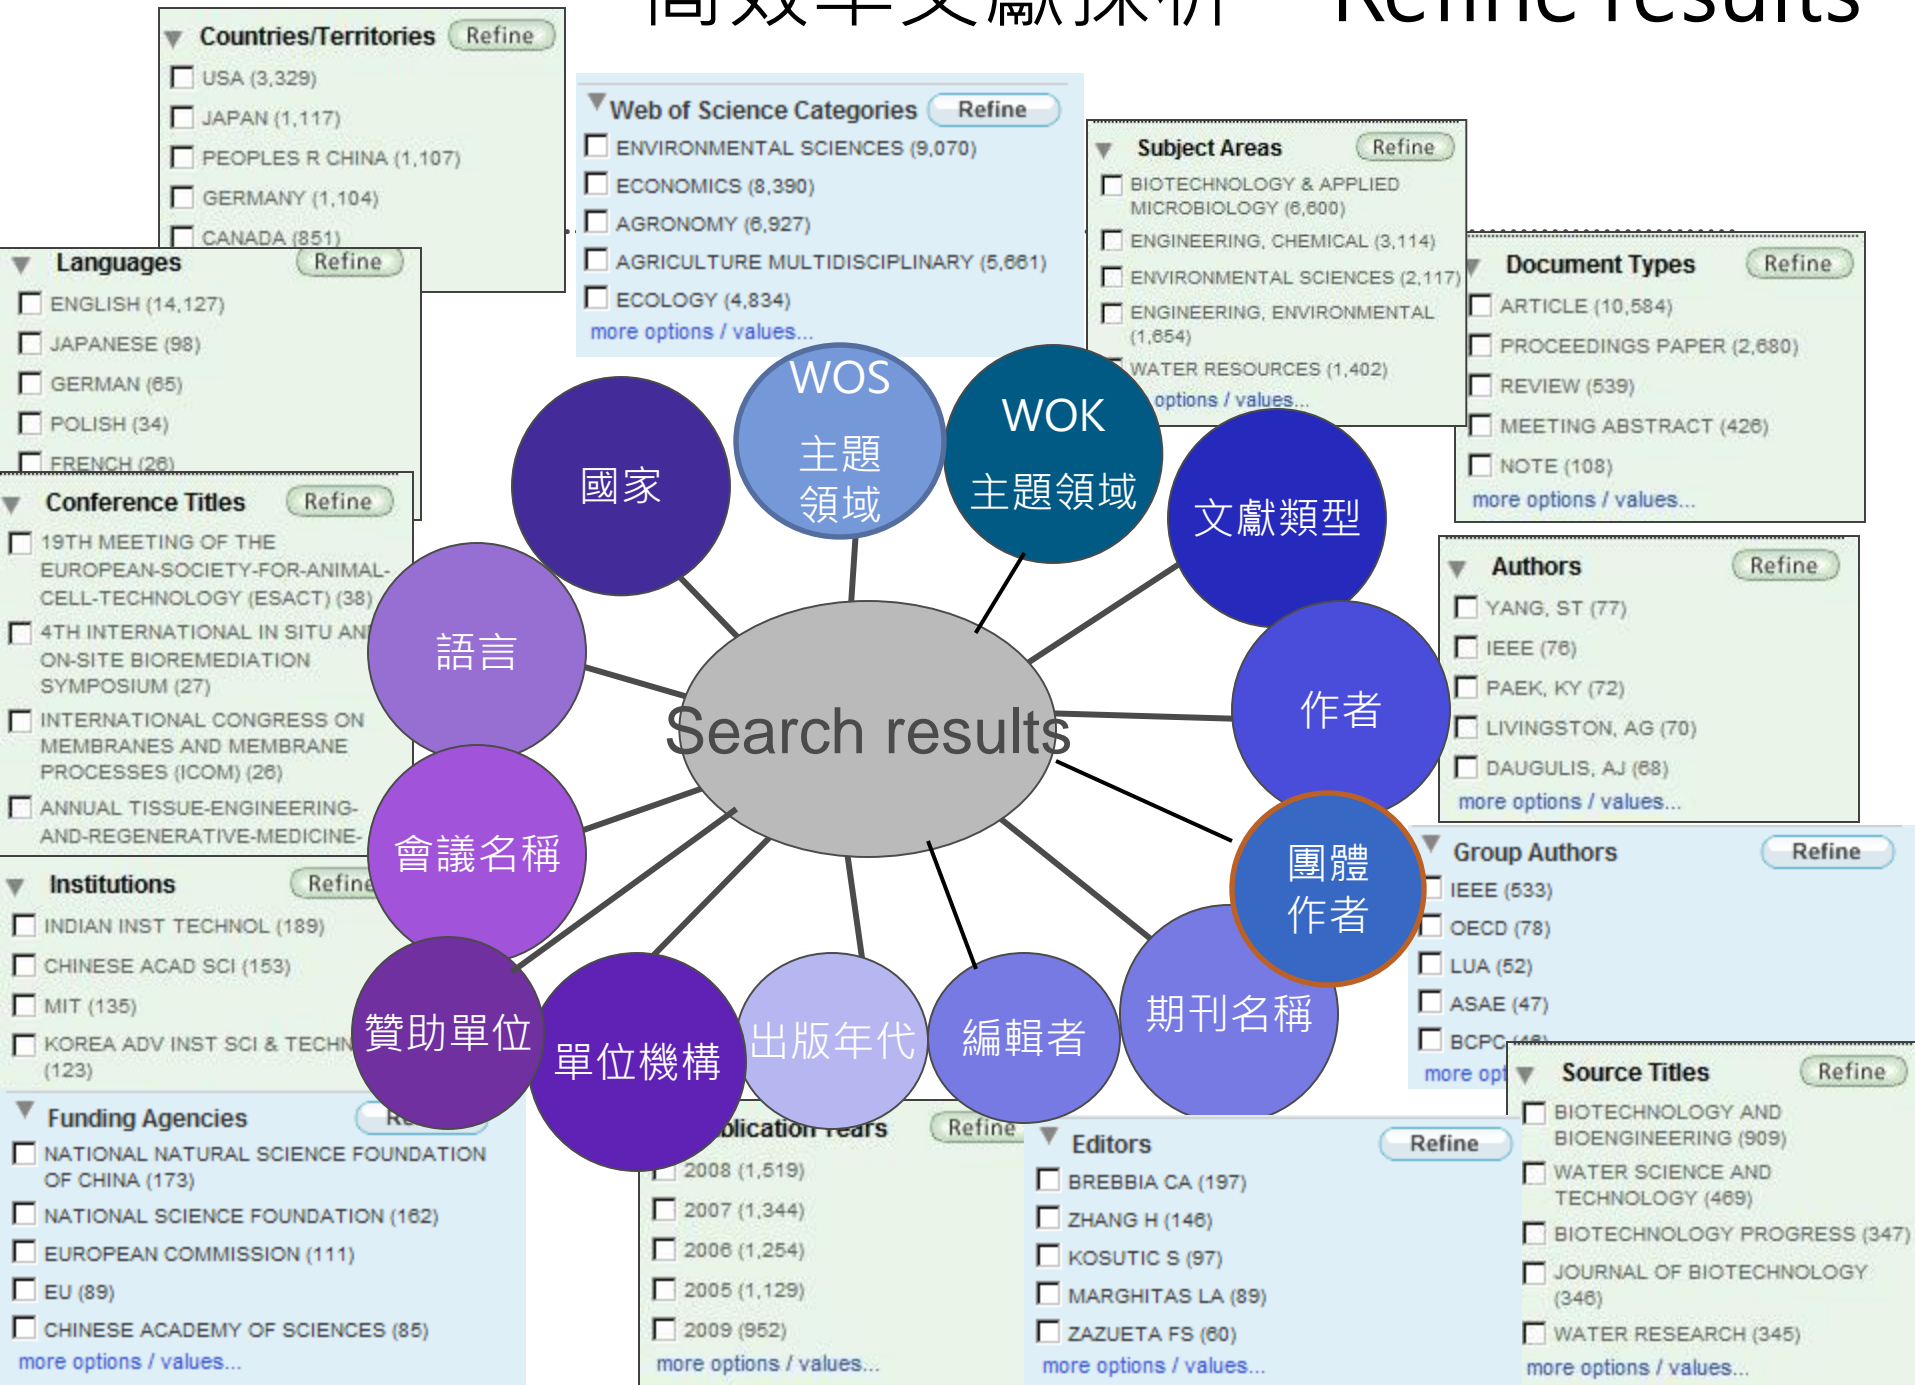 高效率文獻探析 Refine results
Countries/Territories Refine
USA (3,329)
JAPAN (1,117)
PEOPLES R CHINA (1,107)
GERMANY (1,104)
CANADA (851)
Web of Science Categories Refine
ENVIRONMENTAL SCIENCES (9,070)
ECONOMICS (8,390)
AGRONOMY (6,927)
AGRICULTURE MULTIDISCIPLINARY (5,661)
ECOLOGY (4,834)
more options / values...
Subject Areas Refine
BIOTECHNOLOGY & APPLIED
MICROBIOLOGY (6,600)
ENGINEERING, CHEMICAL (3,114)
ENVIRONMENTAL SCIENCES (2,117)
ENGINEERING, ENVIRONMENTAL
(1,654)
WATER RESOURCES (1,402)
options / values...
Languages Refine
ENGLISH (14,127)
JAPANESE (98)
GERMAN (65)
POLISH (34)
FRENCH (26)
Document Types Refine
ARTICLE (10,584)
PROCEEDINGS PAPER (2,680)
REVIEW (539)
MEETING ABSTRACT (426)
NOTE (108)
more options / values...
Conference Titles Refine
19TH MEETING OF THE
EUROPEAN-SOCIETY-FOR-ANIMAL-
CELL-TECHNOLOGY (ESACT) (38)
4TH INTERNATIONAL IN SITU AN
ON-SITE BIOREMEDIATION
SYMPOSIUM (27)
INTERNATIONAL CONGRESS ON
MEMBRANES AND MEMBRANE
PROCESSES (ICOM) (26)
ANNUAL TISSUE-ENGINEERING-
AND-REGENERATIVE-MEDICINE-
Authors Refine
YANG, ST (77)
IEEE (76)
PAEK, KY (72)
LIVINGSTON, AG (70)
DAUGULIS, AJ (68)
more options / values...
國家
WOS
主題
領域
WOK
主題領域
文獻類型
語言
Search results
作者
會議名稱
團體
作者
贊助單位
單位機構
出版年代
編輯者
期刊名稱
Institutions Refine
INDIAN INST TECHNOL (189)
CHINESE ACAD SCI (153)
MIT (135)
KOREA ADV INST SCI & TECHN
(123)
Group Authors Refine
IEEE (533)
OECD (78)
LUA (52)
ASAE (47)
BCPC (46)
more opt
Funding Agencies Re
NATIONAL NATURAL SCIENCE FOUNDATION
OF CHINA (173)
NATIONAL SCIENCE FOUNDATION (162)
EUROPEAN COMMISSION (111)
EU (89)
CHINESE ACADEMY OF SCIENCES (85)
more options / values...
blication Years Refine
2008 (1,519)
2007 (1,344)
2006 (1,254)
2005 (1,129)
2009 (952)
more options / values...
Editors Refine
BREBBIA CA (197)
ZHANG H (146)
KOSUTIC S (97)
MARGHITAS LA (89)
ZAZUETA FS (60)
more options / values...
Source Titles Refine
BIOTECHNOLOGY AND
BIOENGINEERING (909)
WATER SCIENCE AND
TECHNOLOGY (469)
BIOTECHNOLOGY PROGRESS (347)
JOURNAL OF BIOTECHNOLOGY
(346)
WATER RESEARCH (345)
more options / values...